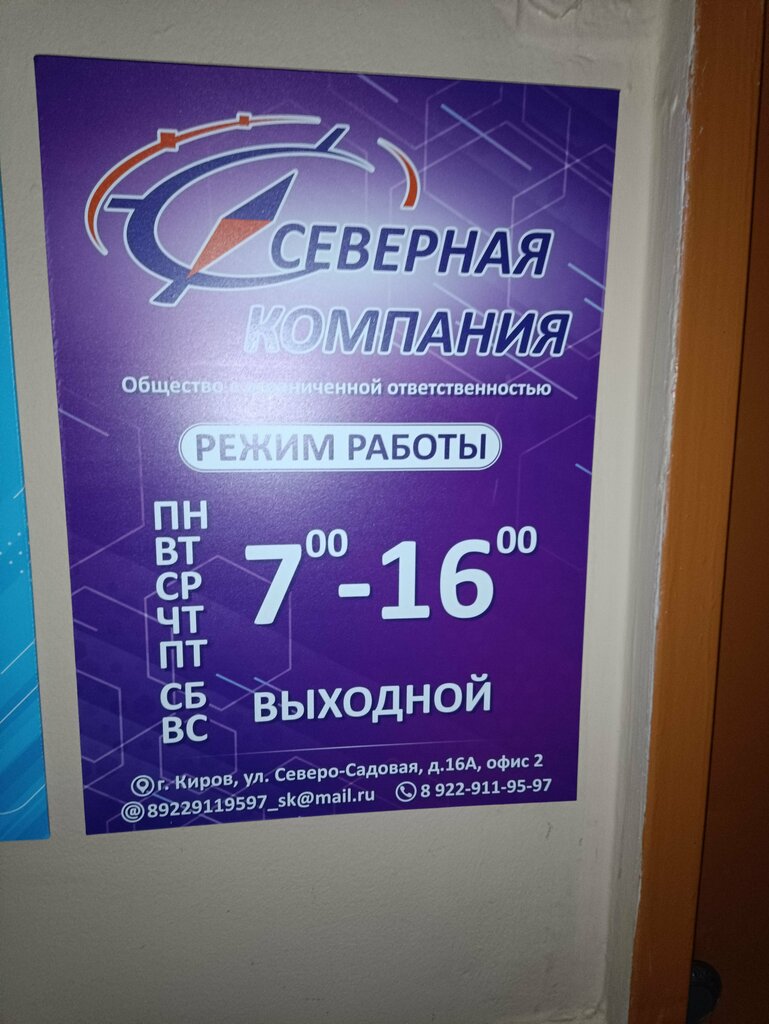 СЕВЕРНАЯ
КОМПАНИЯ
Общество с ограниченной ответственностью
РЕЖИМ РАБОТЫ
ПН
ВТ
СР
ЧТ
ПТ
7⁰⁰-16⁰⁰
СБ
ВС
ВЫХОДНОЙ
г. Киров, ул. Северо-Садовая, д.16А, офис 2
@89229119597_sk@mail.ru 8 922-911-95-97